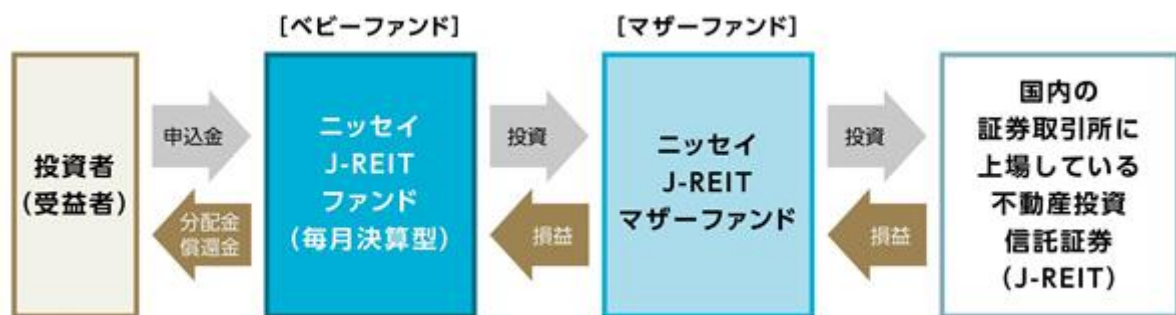 [ベビーファンド]
[マザーファンド]
投資者
(受益者)
申込金
分配金
償還金
ニッセイ
J-REIT
ファンド
(毎月決算型)
投資
損益
ニッセイ
J-REIT
マザーファンド
投資
損益
国内の
証券取引所に
上場している
不動産投資
信託証券
(J-REIT)